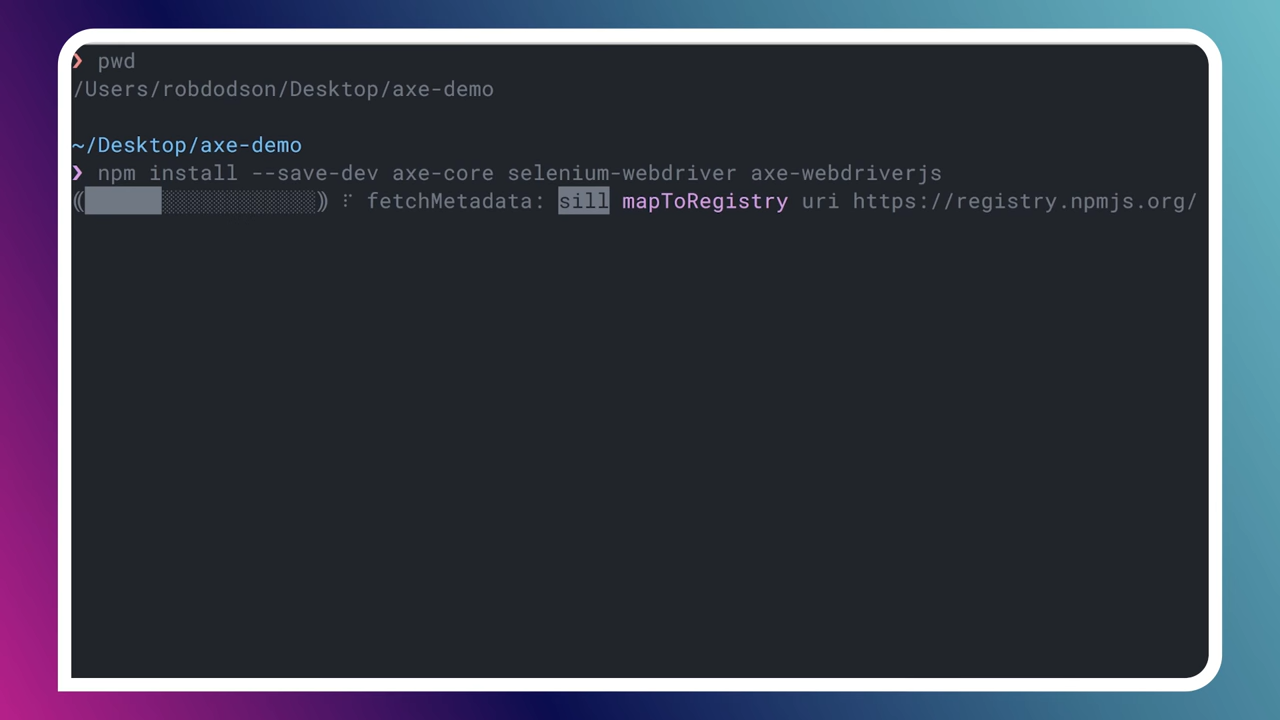 ❯ pwd
/Users/robdodson/Desktop/axe-demo
~/Desktop/axe-demo
❯ npm install --save-dev axe-core selenium-webdriver axe-webdriverjs
fetchMetadata: sill mapToRegistry uri https://registry.npmjs.org/